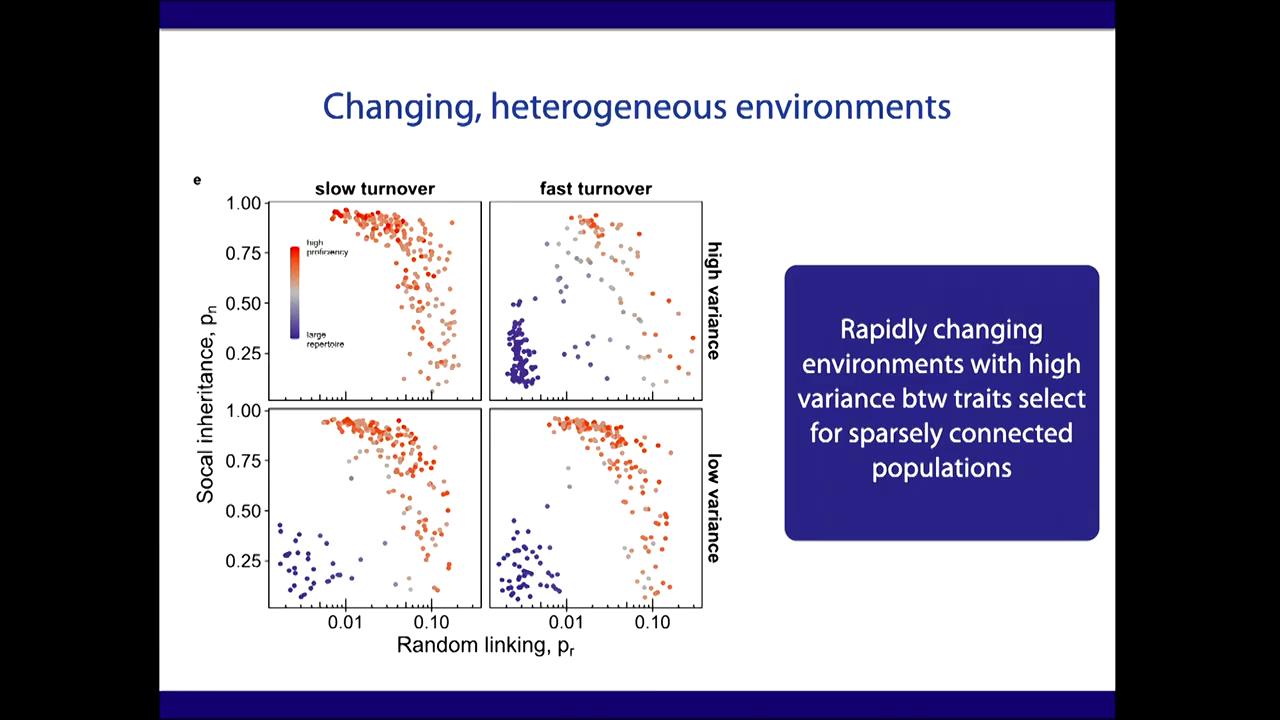 Changing, heterogeneous environments
e
slow turnover
fast turnover
1.00
0.75
0.50
0.25
high
proficiency
large
repertoire
high variance
1.00
0.75
0.50
0.25
low variance
Socal inheritance, pn
0.01
0.10
0.01
0.10
Random linking, pr
Rapidly changing
environments with high
variance btw traits select
for sparsely connected
populations